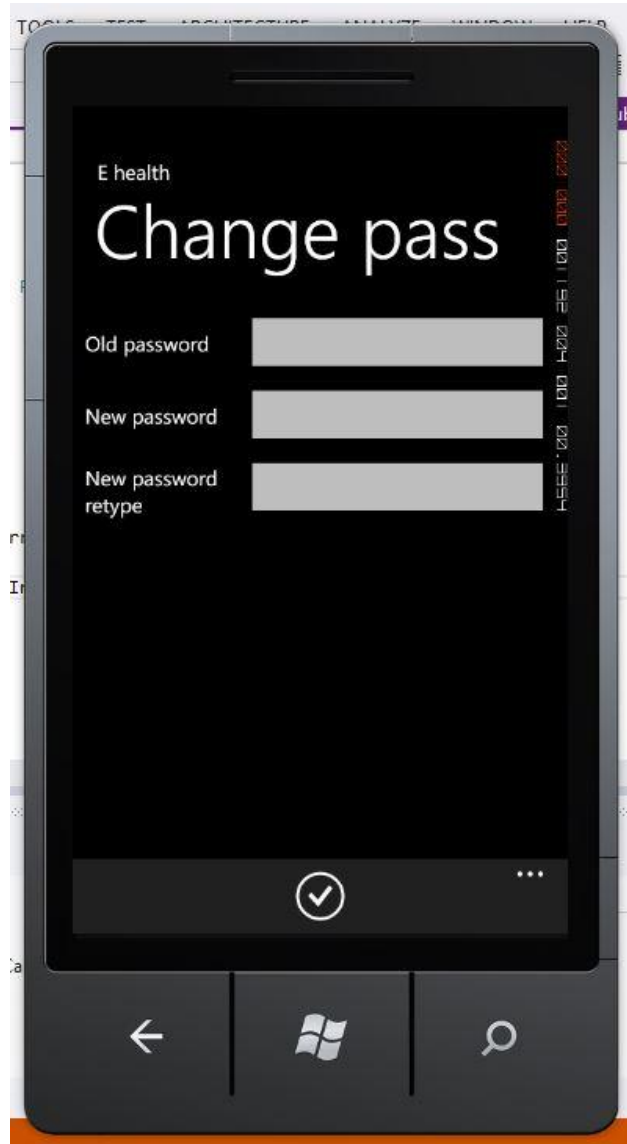 TOOLS TEST ARCHITECTURE ANALYZE WINDOW HELP
E health
Change pass
Old password
New password
New password
retype
...